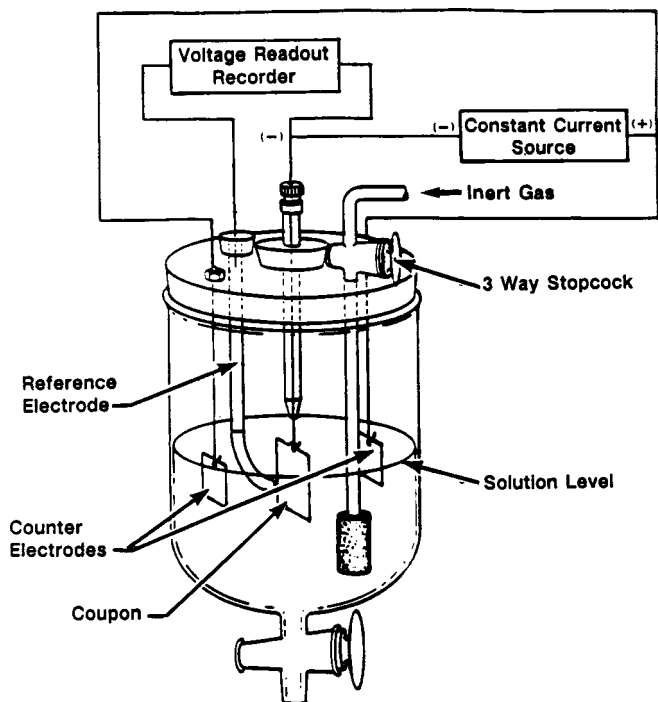 Voltage Readout
Recorder
(-)
(-)
Constant Current
Source
(+)
Inert Gas
3 Way Stopcock
Reference
Electrode
Solution Level
Counter
Electrodes
Coupon